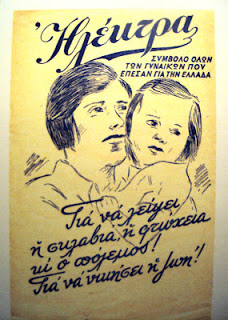 Ἠλέκτρα
ΣΥΜΒΟΛΟ ΟΛΩΝ
ΤΩΝ ΓΥΝΑΙΚΩΝ ΠΟΥ
ΕΠΕΣΑΝ ΓΙΑ ΤΗΝ ΕΛΛΑΔΑ
Γιά νά λείψει
ἡ σκλαβιά, ἡ φτώχεια
κι' ὁ πόλεμος!
Γιά νά νικήσει ἡ ζωή!